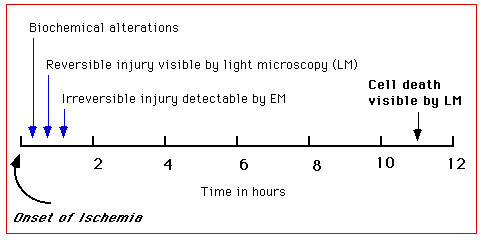 Biochemical alterations
Reversible injury visible by light microscopy (LM)
Irreversible injury detectable by EM
Cell death
visible by LM
2 4 6 8 10 12
Time in hours
Onset of Ischemia